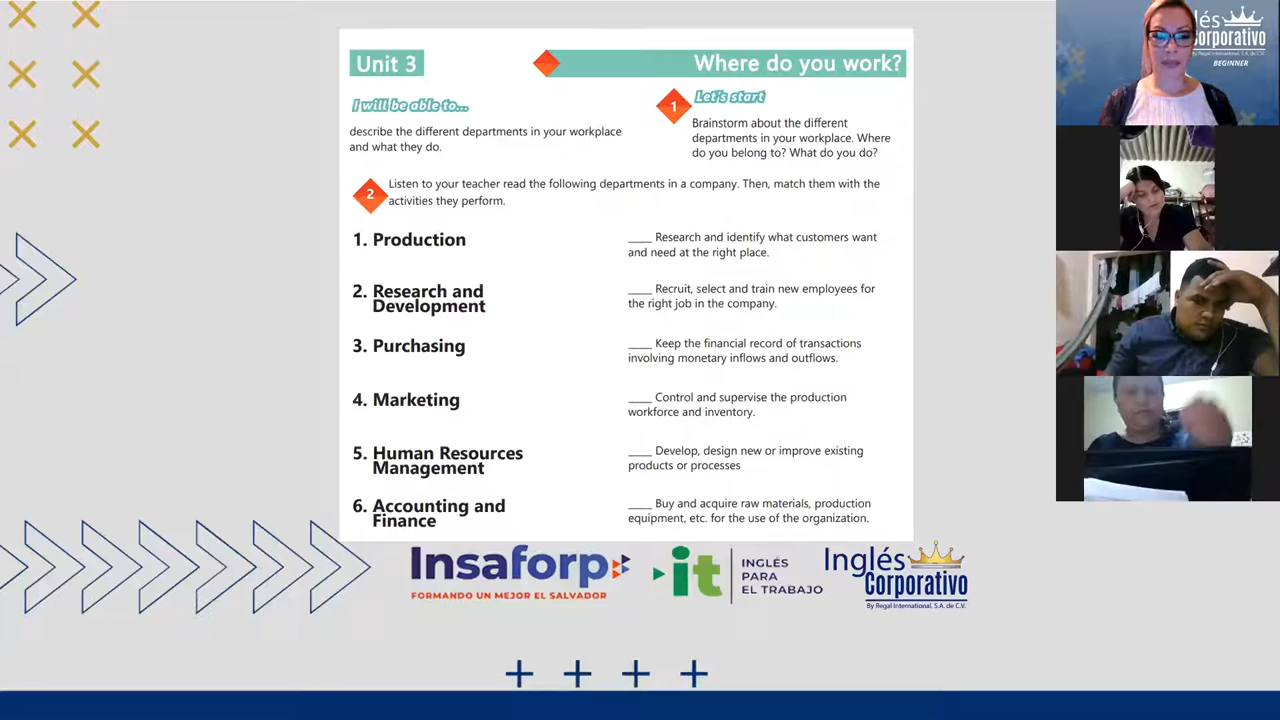 Unit 3
Where do you work?
I will be able to...
describe the different departments in your workplace
and what they do.
1
Let's start
Brainstorm about the different
departments in your workplace. Where
do you belong to? What do you do?
2
Listen to your teacher read the following departments in a company. Then, match them with the
activities they perform.
1. Production
____ Research and identify what customers want
and need at the right place.
2. Research and
Development
____ Recruit, select and train new employees for
the right job in the company.
3. Purchasing
____ Keep the financial record of transactions
involving monetary inflows and outflows.
4. Marketing
____ Control and supervise the production
workforce and inventory.
5. Human Resources
Management
____ Develop, design new or improve existing
products or processes
6. Accounting and
Finance
____ Buy and acquire raw materials, production
equipment, etc. for the use of the organization.
Insaforp
FORMANDO UN MEJOR EL SALVADOR
it
INGLÉS
PARA
EL TRABAJO
Inglés
Corporativo
By Regal International, S.A. de C.V.
lés
Corporativo
By Regal International, S.A. de C.V.
BEGINNER